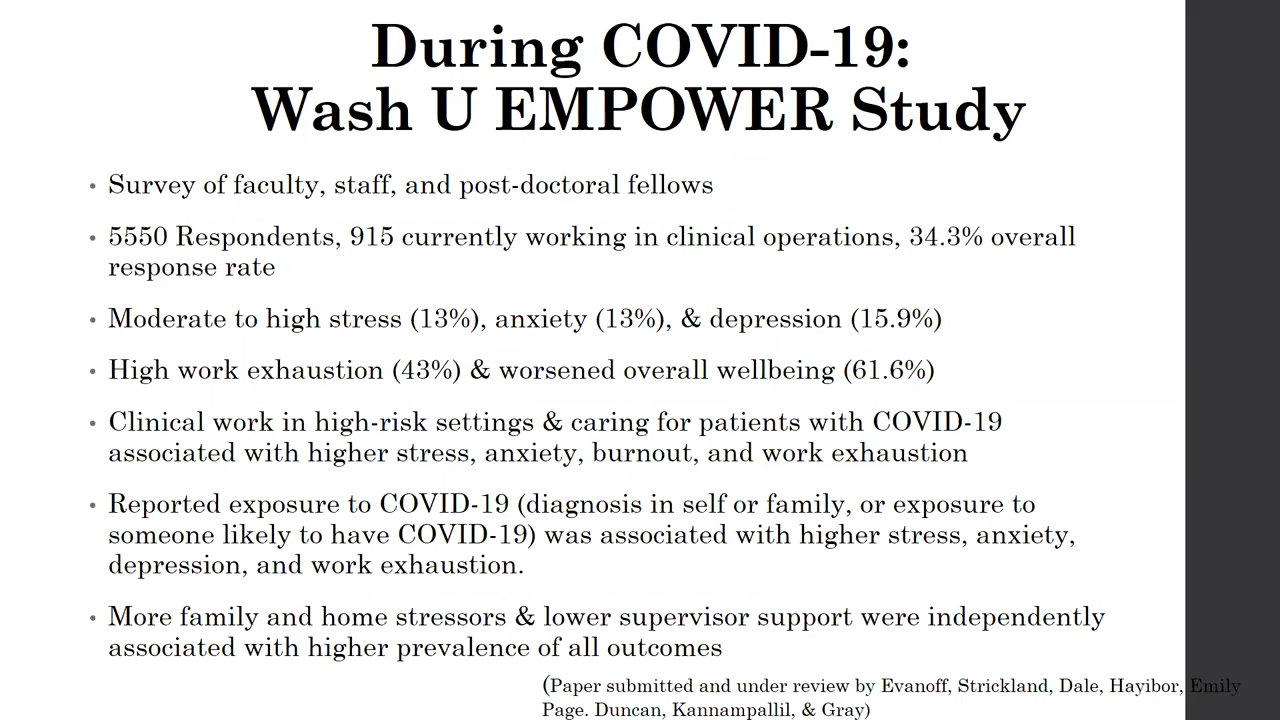 During COVID-19:
Wash U EMPOWER Study
• Survey of faculty, staff, and post-doctoral fellows
• 5550 Respondents, 915 currently working in clinical operations, 34.3% overall
response rate
• Moderate to high stress (13%), anxiety (13%), & depression (15.9%)
• High work exhaustion (43%) & worsened overall wellbeing (61.6%)
• Clinical work in high-risk settings & caring for patients with COVID-19
associated with higher stress, anxiety, burnout, and work exhaustion
• Reported exposure to COVID-19 (diagnosis in self or family, or exposure to
someone likely to have COVID-19) was associated with higher stress, anxiety,
depression, and work exhaustion.
• More family and home stressors & lower supervisor support were independently
associated with higher prevalence of all outcomes
(Paper submitted and under review by Evanoff, Strickland, Dale, Hayibor, Emily
Page. Duncan, Kannampallil, & Gray)